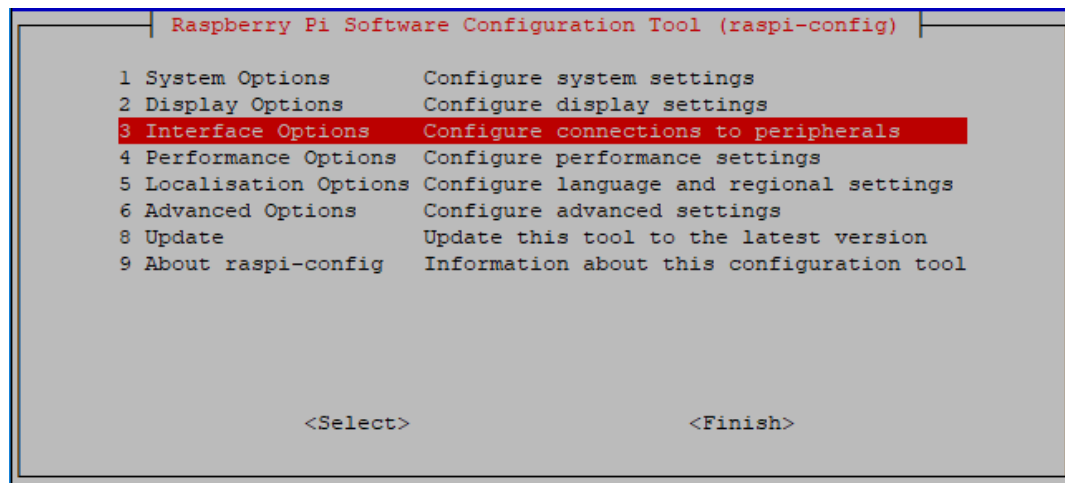 Raspberry Pi Software Configuration Tool (raspi-config)
1 System Options Configure system settings
2 Display Options Configure display settings
3 Interface Options Configure connections to peripherals
4 Performance Options Configure performance settings
5 Localisation Options Configure language and regional settings
6 Advanced Options Configure advanced settings
8 Update Update this tool to the latest version
9 About raspi-config Information about this configuration tool
<Select> <Finish>